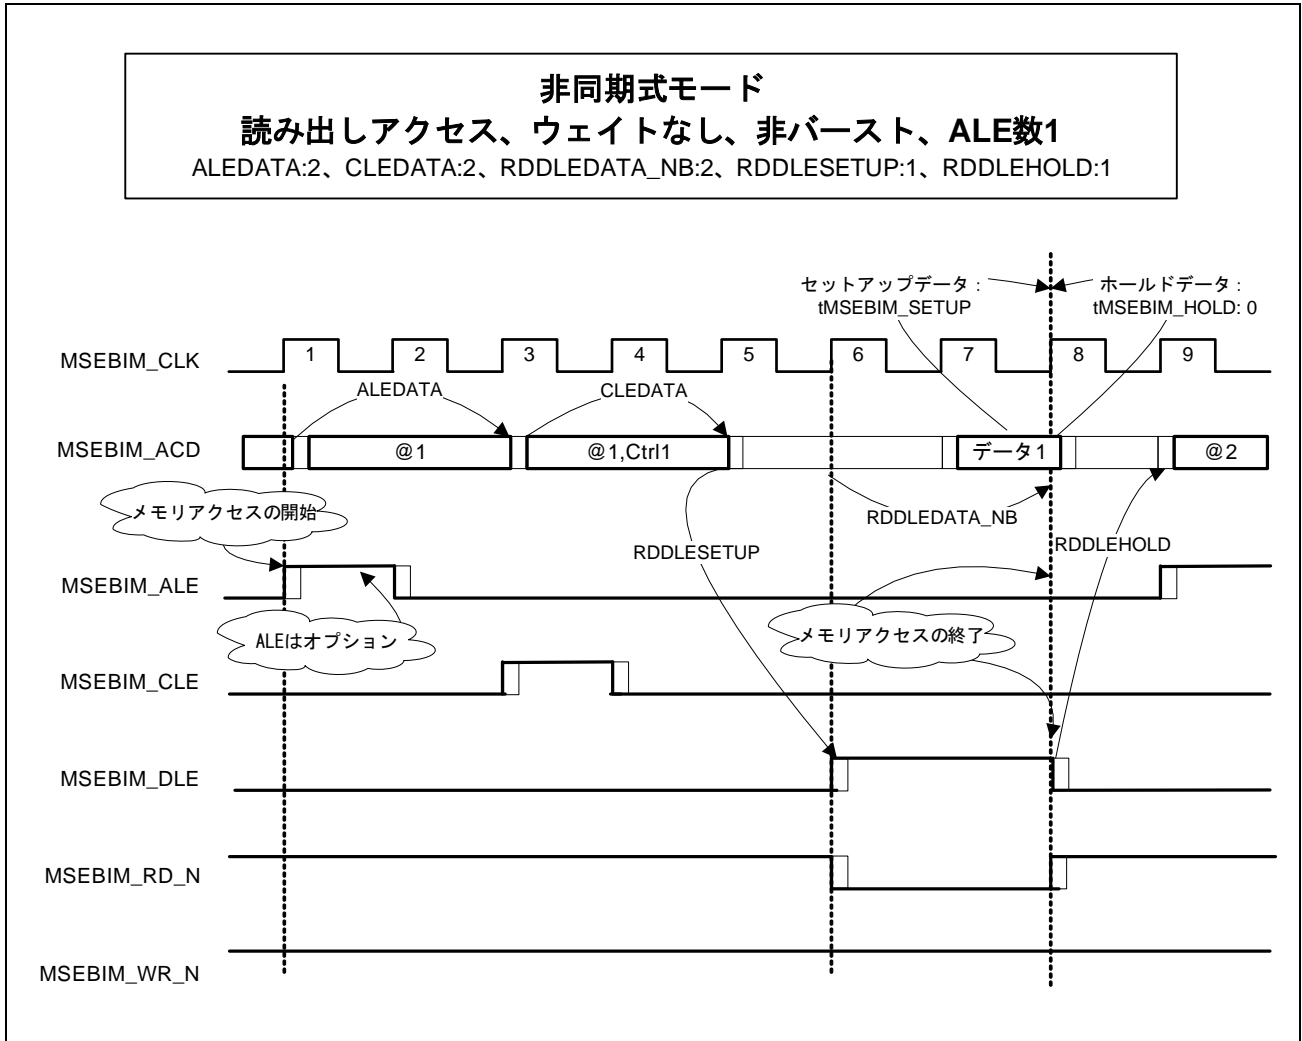 非同期式モード
読み出しアクセス、ウェイトなし、非バースト、ALE数1
ALEDATA:2、CLEDATA:2、RDDLEDATA_NB:2、RDDLESETUP:1、RDDLEHOLD:1
セットアップデータ：
tMSEBIM_SETUP
ホールドデータ：
tMSEBIM_HOLD: 0
MSEBIM_CLK
1
2
3
4
5
6
7
8
9
ALEDATA
CLEDATA
MSEBIM_ACD
@1
@1,Ctrl1
データ1
@2
メモリアクセスの開始
RDDLEDATA_NB
RDDLESETUP
RDDLEHOLD
MSEBIM_ALE
ALEはオプション
メモリアクセスの終了
MSEBIM_CLE
MSEBIM_DLE
MSEBIM_RD_N
MSEBIM_WR_N